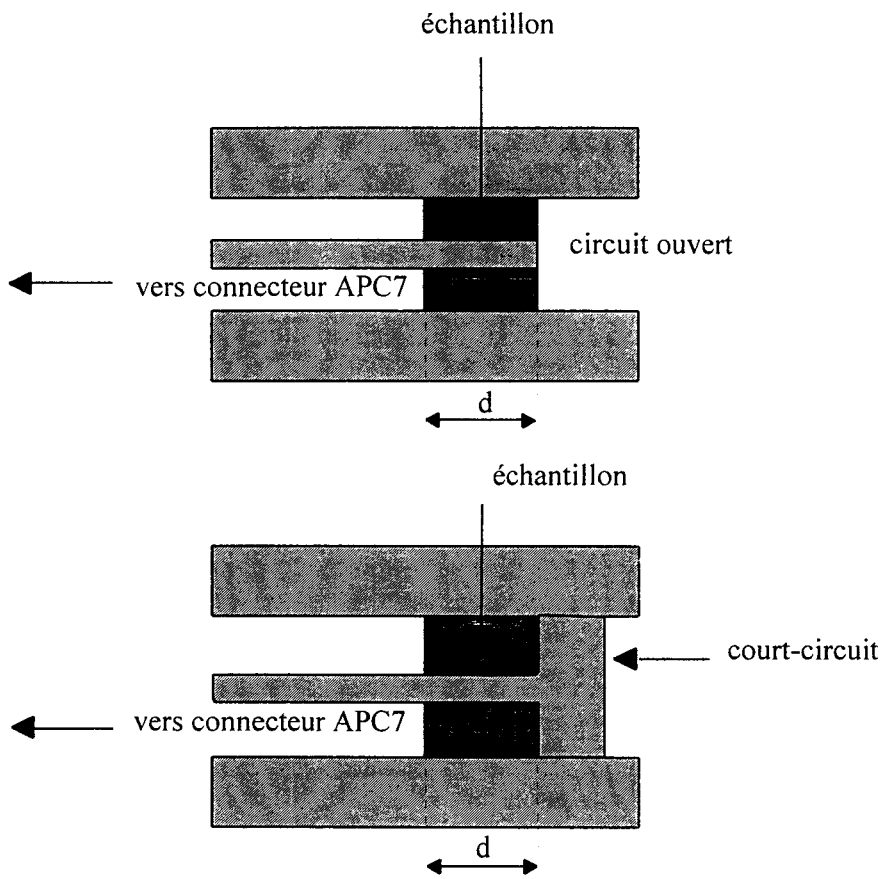 échantillon
circuit ouvert
vers connecteur APC7
d
échantillon
court-circuit
vers connecteur APC7
d